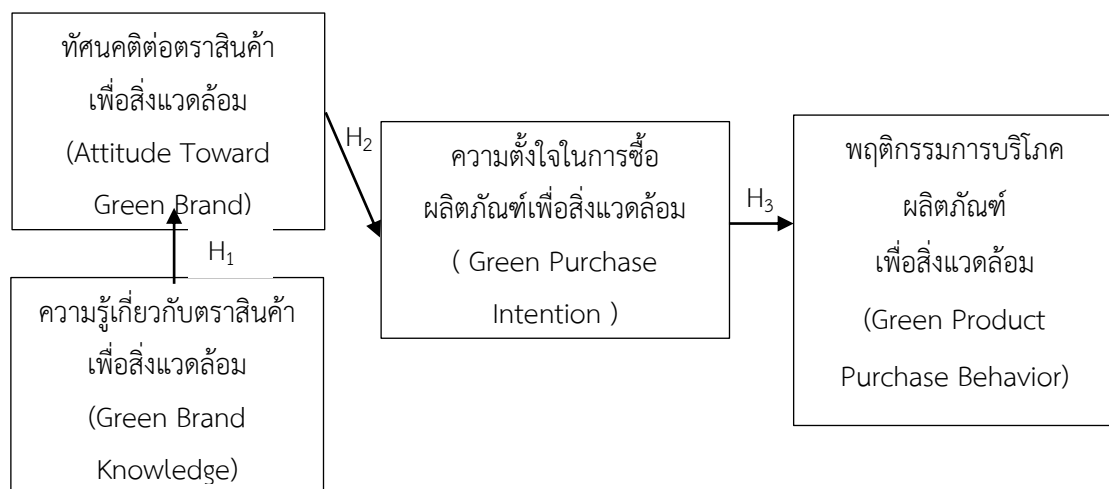 ทัศนคติต่อตราสินค้า
เพื่อสิ่งแวดล้อม
(Attitude Toward
Green Brand)
H1
ความรู้เกี่ยวกับตราสินค้า
เพื่อสิ่งแวดล้อม
(Green Brand
Knowledge)
H2
ความตั้งใจในการซื้อ
ผลิตภัณฑ์เพื่อสิ่งแวดล้อม
( Green Purchase
Intention )
H3
พฤติกรรมการบริโภค
ผลิตภัณฑ์
เพื่อสิ่งแวดล้อม
(Green Product
Purchase Behavior)